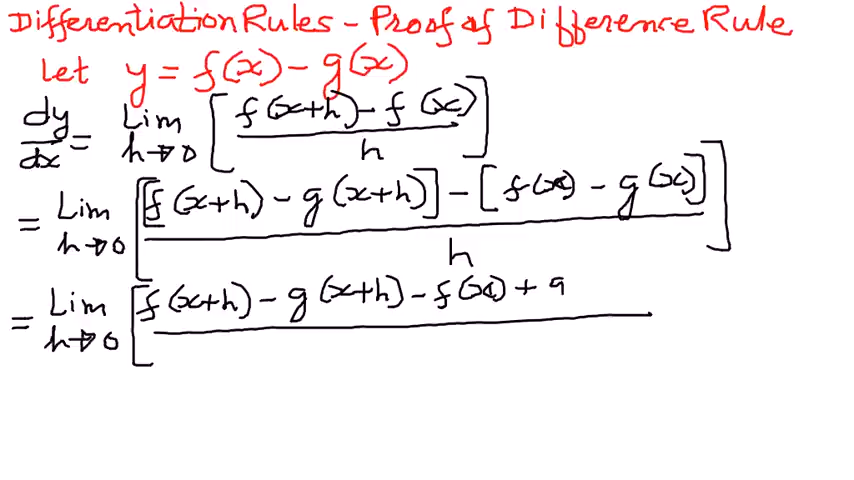 Differentiation Rules - Proof of Difference Rule
Let y = f(x) - g(x)
dy/dx = Lim h→0 [ f(x+h) - f(x) / h ]
= Lim h→0 [ [f(x+h) - g(x+h)] - [f(x) - g(x)] / h ]
= Lim h→0 [ f(x+h) - g(x+h) - f(x) + g